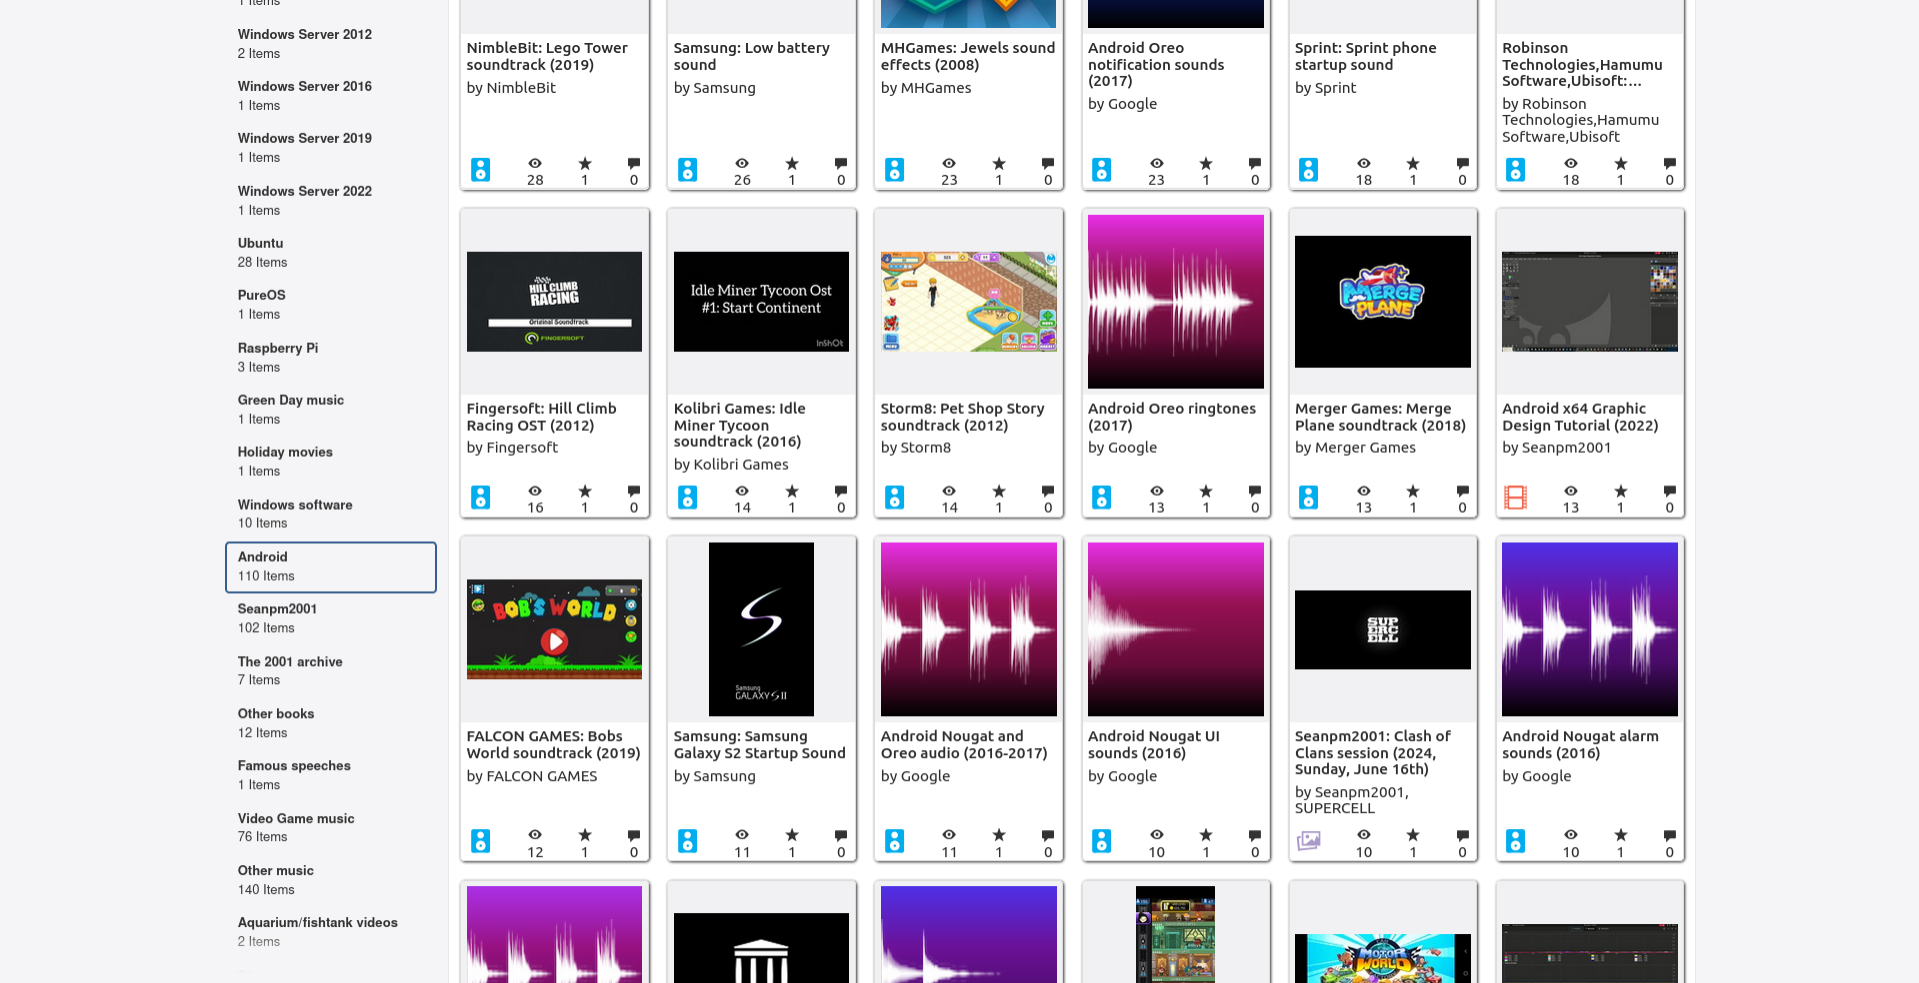 1 Items
Windows Server 2012
2 Items
Windows Server 2016
1 Items
Windows Server 2019
1 Items
Windows Server 2022
1 Items
Ubuntu
28 Items
PureOS
1 Items
Raspberry Pi
3 Items
Green Day music
1 Items
Holiday movies
1 Items
Windows software
10 Items
Android
110 Items
Seanpm2001
102 Items
The 2001 archive
7 Items
Other books
12 Items
Famous speeches
1 Items
Video Game music
76 Items
Other music
140 Items
Aquarium/fishtank videos
2 Items
NimbleBit: Lego Tower
soundtrack (2019)
by NimbleBit
28
1
0
Samsung: Low battery
sound
by Samsung
26
1
0
MHGames: Jewels sound
effects (2008)
by MHGames
23
1
0
Android Oreo
notification sounds
(2017)
by Google
23
1
0
Sprint: Sprint phone
startup sound
by Sprint
18
1
0
Robinson
Technologies,Hamumu
Software,Ubisoft:...
by Robinson
Technologies,Hamumu
Software,Ubisoft
18
1
0
HILL CLIMB
RACING
Original Soundtrack
FINGERSOFT
Fingersoft: Hill Climb
Racing OST (2012)
by Fingersoft
16
1
0
Idle Miner Tycoon Ost
#1: Start Continent
InShOt
Kolibri Games: Idle
Miner Tycoon
soundtrack (2016)
by Kolibri Games
14
1
0
Storm8: Pet Shop Story
soundtrack (2012)
by Storm8
14
1
0
Android Oreo ringtones
(2017)
by Google
13
1
0
MERGE
PLANE
Merger Games: Merge
Plane soundtrack (2018)
by Merger Games
13
1
0
Android x64 Graphic
Design Tutorial (2022)
by Seanpm2001
13
1
0
BOB'S WORLD
FALCON GAMES: Bobs
World soundtrack (2019)
by FALCON GAMES
12
1
0
Samsung
GALAXY S II
Samsung: Samsung
Galaxy S2 Startup Sound
by Samsung
11
1
0
Android Nougat and
Oreo audio (2016-2017)
by Google
11
1
0
Android Nougat UI
sounds (2016)
by Google
10
1
0
SUP
ERC
ELL
Seanpm2001: Clash of
Clans session (2024,
Sunday, June 16th)
by Seanpm2001,
SUPERCELL
10
1
0
Android Nougat alarm
sounds (2016)
by Google
10
1
0
MOTOR
WORLD